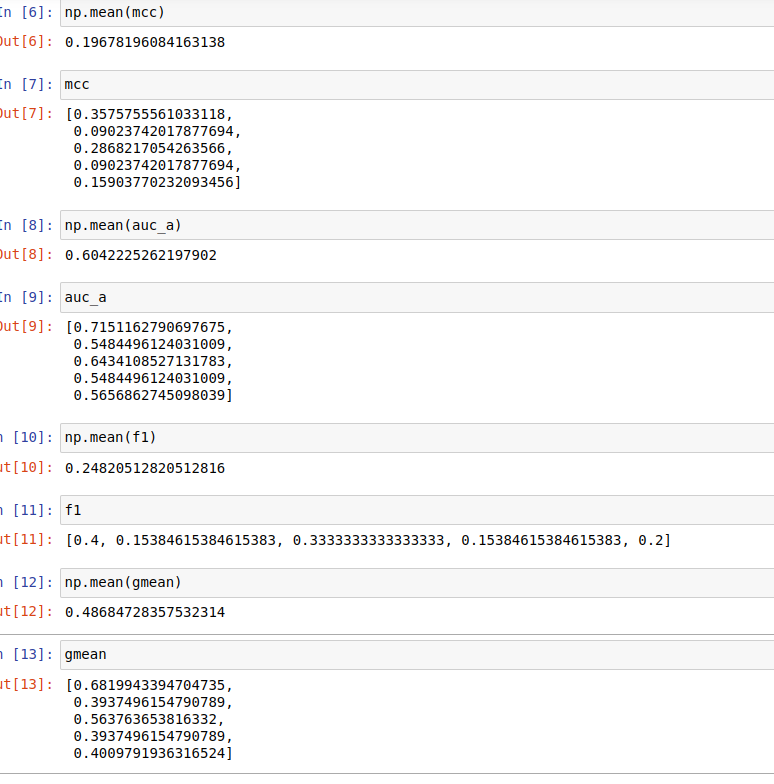 In [6]: np.mean(mcc)
Out[6]: 0.19678196084163138
In [7]: mcc
Out[7]: [0.3575755561033118,
0.09023742017877694,
0.2868217054263566,
0.09023742017877694,
0.15903770232093456]
In [8]: np.mean(auc_a)
Out[8]: 0.6042225262197902
In [9]: auc_a
Out[9]: [0.7151162790697675,
0.5484496124031009,
0.6434108527131783,
0.5484496124031009,
0.5656862745098039]
n [10]: np.mean(f1)
ut[10]: 0.24820512820512816
n [11]: f1
ut[11]: [0.4, 0.15384615384615383, 0.3333333333333333, 0.15384615384615383, 0.2]
n [12]: np.mean(gmean)
ut[12]: 0.48684728357532314
n [13]: gmean
ut[13]: [0.6819943394704735,
0.3937496154790789,
0.563763653816332,
0.3937496154790789,
0.4009791936316524]